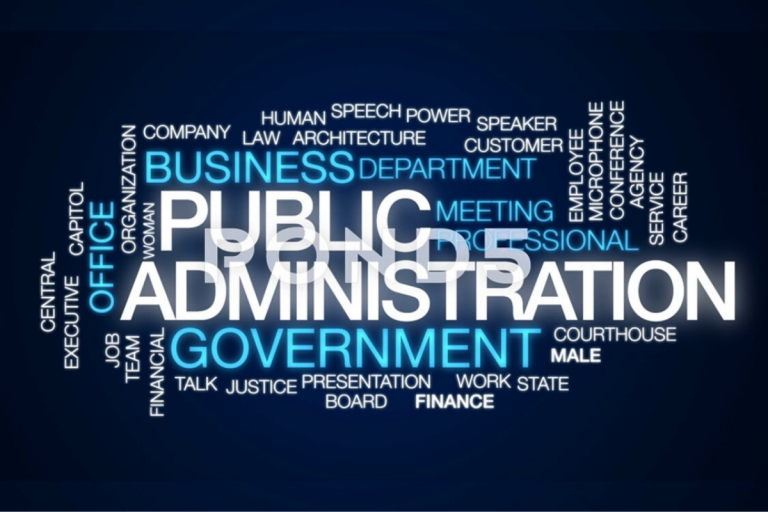 HUMAN SPEECH POWER SPEAKER
COMPANY LAW ARCHITECTURE CUSTOMER
BUSINESS DEPARTMENT
PUBLIC MEETING
PROFESSIONAL
ADMINISTRATION
GOVERNMENT COURTHOUSE
MALE
TALK JUSTICE PRESENTATION WORK STATE
BOARD FINANCE
CENTRAL
EXECUTIVE
CAPITOL
OFFICE
ORGANIZATION
WOMAN
JOB
TEAM
FINANCIAL
EMPLOYEE
MICROPHONE
CONFERENCE
AGENCY
SERVICE
CAREER
POND5